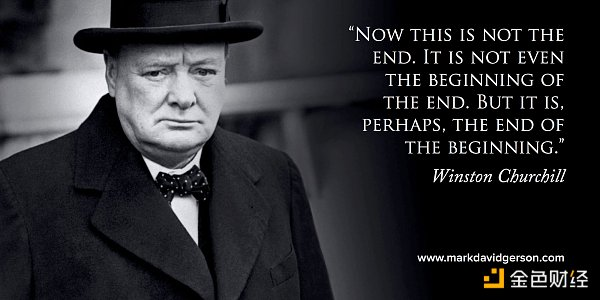 “Now this is not the
end. It is not even
the beginning of
the end. But it is,
perhaps, the end of
the beginning.”
Winston Churchill
www.markdavidgerson.com
金色财经